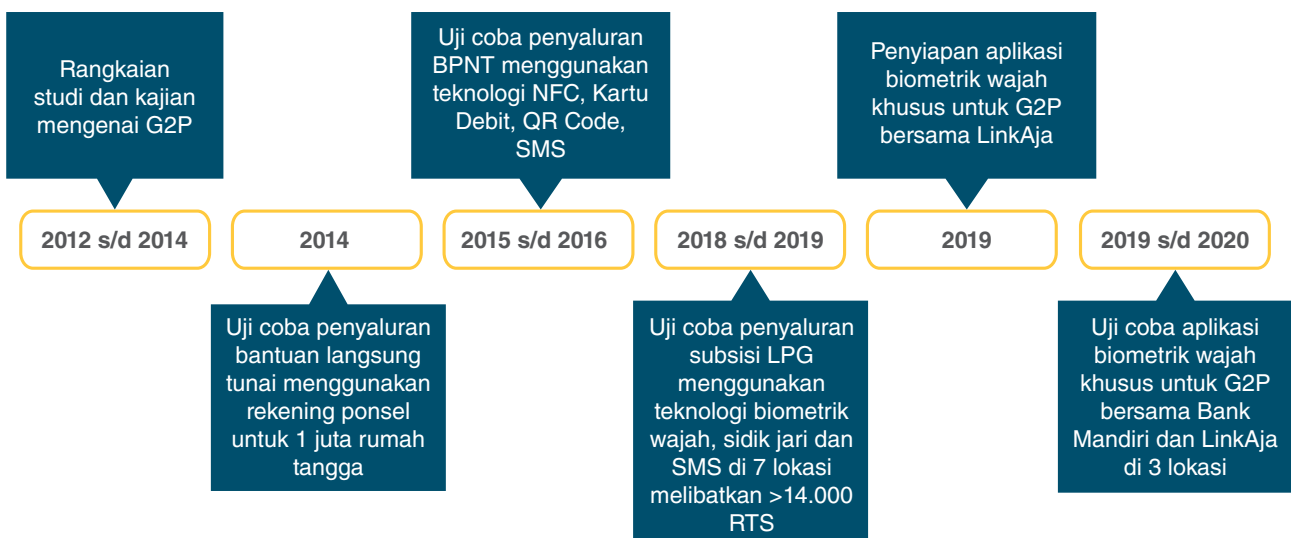 Rangkaian
studi dan kajian
mengenai G2P
Uji coba penyaluran
BPNT menggunakan
teknologi NFC, Kartu
Debit, QR Code,
SMS
Penyiapan aplikasi
biometrik wajah
khusus untuk G2P
bersama LinkAja
2012 s/d 2014
2014
2015 s/d 2016
2018 s/d 2019
2019
2019 s/d 2020
Uji coba penyaluran
bantuan langsung
tunai menggunakan
rekening ponsel
untuk 1 juta rumah
tangga
Uji coba penyaluran
subsisi LPG
menggunakan
teknologi biometrik
wajah, sidik jari dan
SMS di 7 lokasi
melibatkan >14.000
RTS
Uji coba aplikasi
biometrik wajah
khusus untuk G2P
bersama Bank
Mandiri dan LinkAja
di 3 lokasi